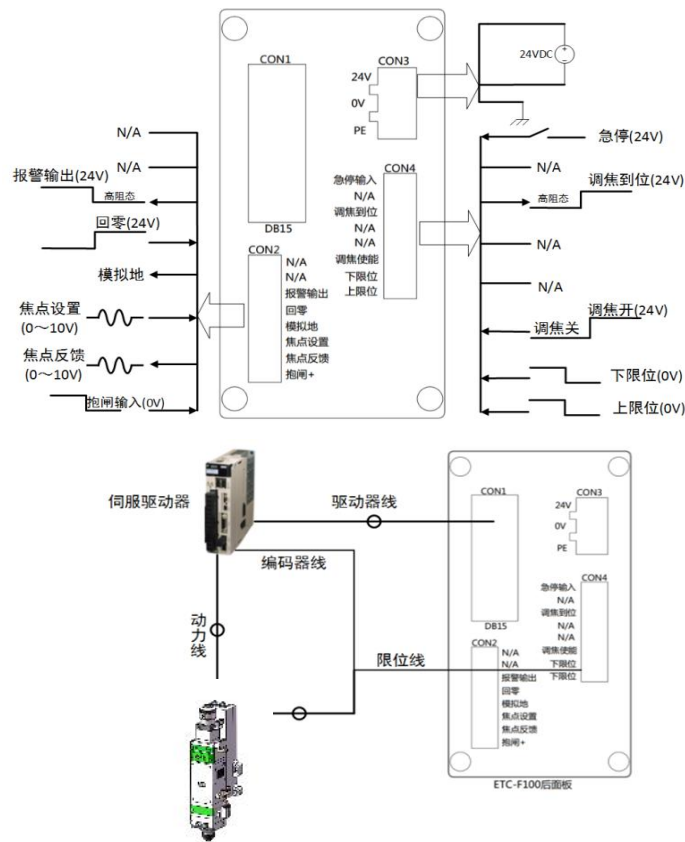 CON1
CON3
24V
0V
PE
24VDC
N/A
N/A
报警输出(24V)
高阻态
回零(24V)
模拟地
焦点设置
(0～10V)
焦点反馈
(0～10V)
抱闸输入(0V)
DB15
CON2
N/A
N/A
报警输出
回零
模拟地
焦点设置
焦点反馈
抱闸+
CON4
急停输入
N/A
调焦到位
N/A
N/A
调焦使能
下限位
上限位
急停(24V)
N/A
调焦到位(24V)
高阻态
N/A
N/A
调焦开(24V)
调焦关
下限位(0V)
上限位(0V)
伺服驱动器
驱动器线
编码器线
动力线
限位线
CON1
CON3
24V
0V
PE
DB15
CON4
急停输入
N/A
调焦到位
N/A
N/A
调焦使能
下限位
下限位
CON2
N/A
N/A
报警输出
回零
模拟地
焦点设置
焦点反馈
抱闸+
ETC-F100后面板